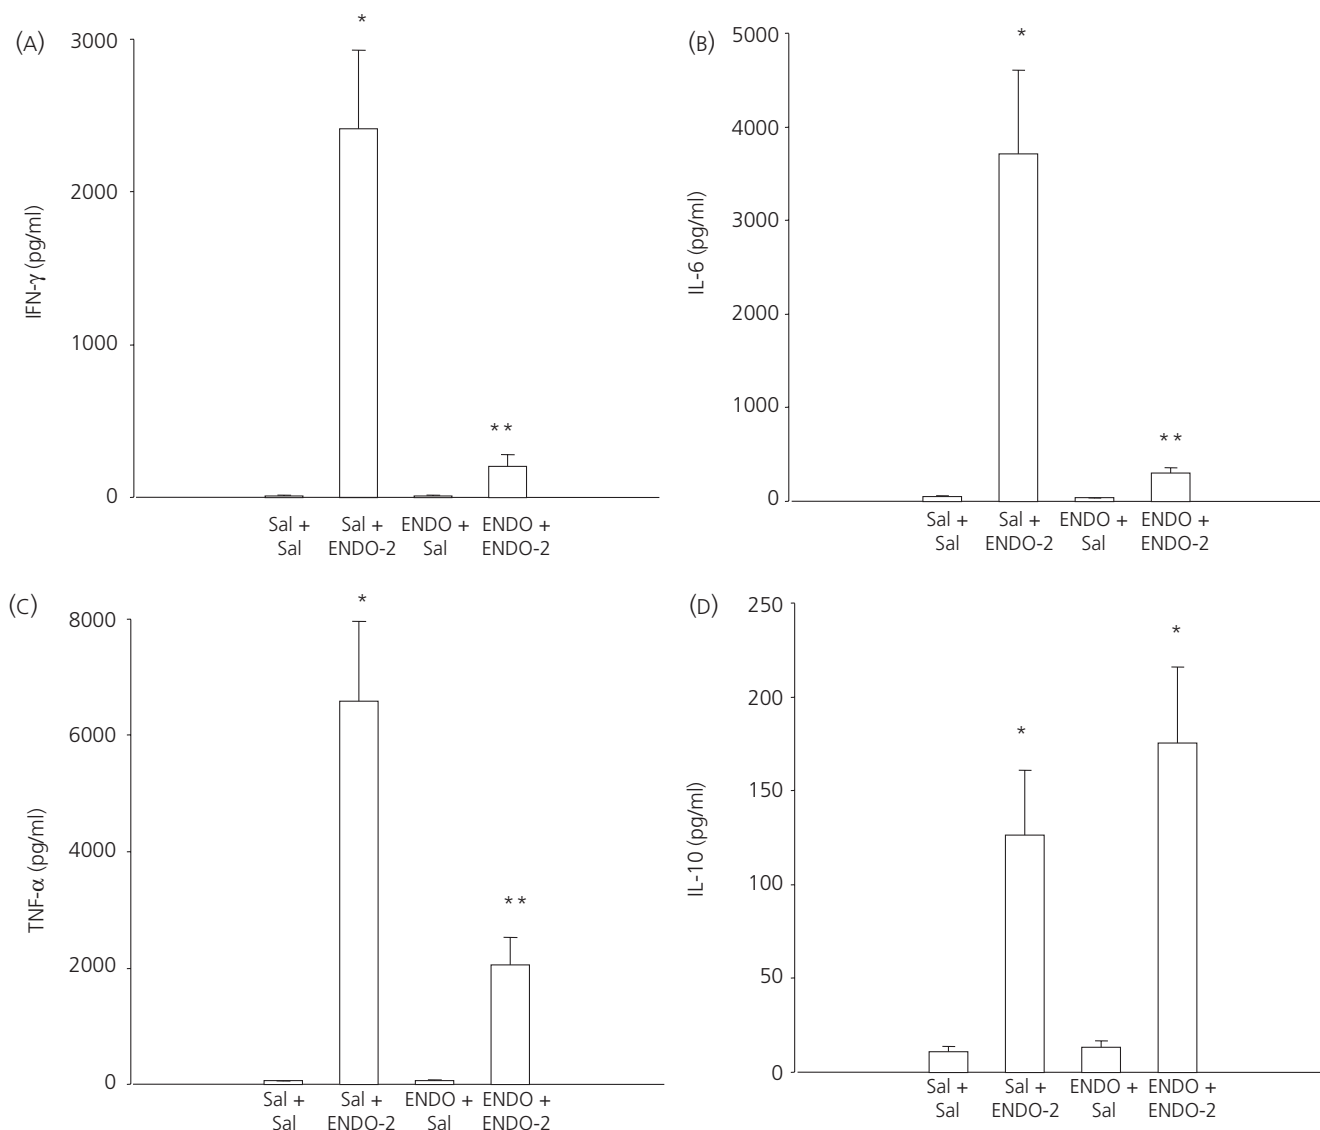 (A)
3000
2000
1000
0
IFN-γ (pg/ml)
*
**
Sal +
Sal
Sal +
ENDO-2
ENDO +
Sal
ENDO +
ENDO-2
(B)
5000
4000
3000
2000
1000
0
IL-6 (pg/ml)
*
**
Sal +
Sal
Sal +
ENDO-2
ENDO +
Sal
ENDO +
ENDO-2
(C)
8000
6000
4000
2000
0
TNF-α (pg/ml)
*
**
Sal +
Sal
Sal +
ENDO-2
ENDO +
Sal
ENDO +
ENDO-2
(D)
250
200
150
100
50
0
IL-10 (pg/ml)
*
*
Sal +
Sal
Sal +
ENDO-2
ENDO +
Sal
ENDO +
ENDO-2